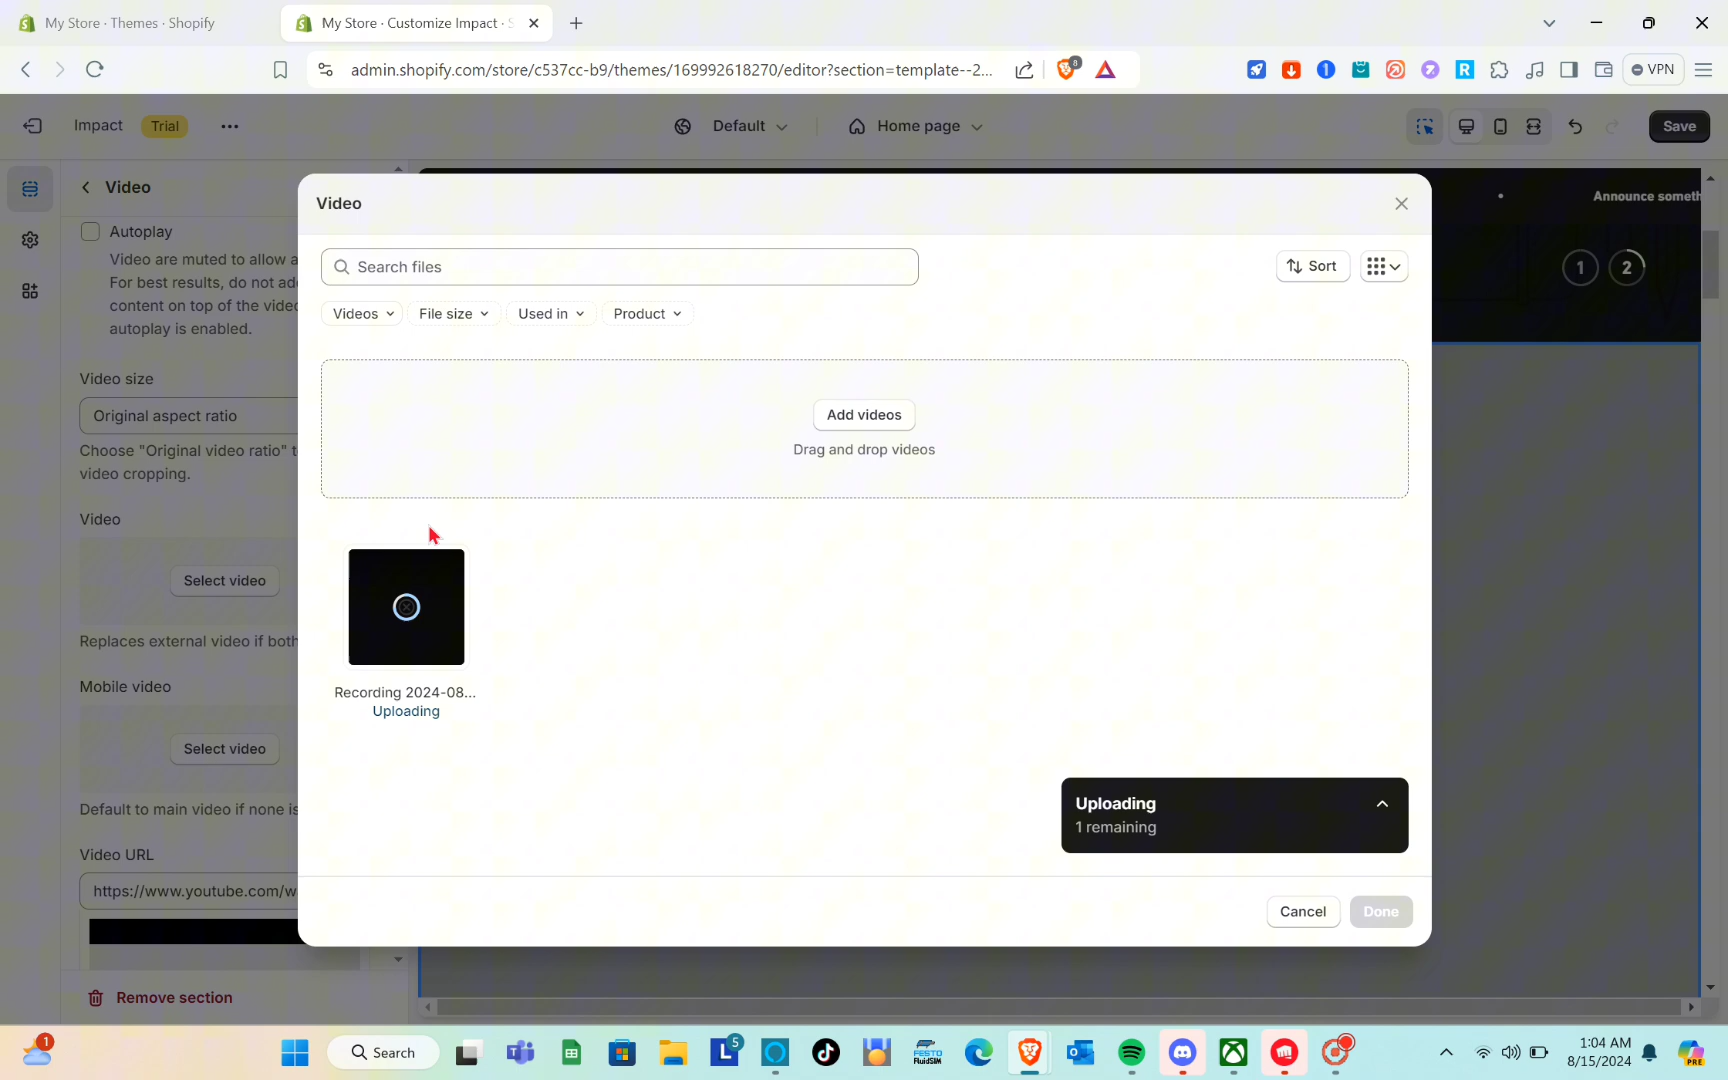 My Store · Themes · Shopify
My Store · Customize Impact · S
admin.shopify.com/store/c537cc-b9/themes/169992618270/editor?section=template--2...
8
VPN
Impact
Trial
Default
Home page
Save
Video
Autoplay
Video are muted to allow a
For best results, do not ad
content on top of the vide
autoplay is enabled.
Video size
Original aspect ratio
Choose "Original video ratio" t
video cropping.
Video
Select video
Replaces external video if both
Mobile video
Select video
Default to main video if none is
Video URL
https://www.youtube.com/w
Remove section
Announce someth
1
2
Video
Search files
Sort
Videos
File size
Used in
Product
Add videos
Drag and drop videos
Recording 2024-08...
Uploading
Uploading
1 remaining
Cancel
Done
1
Search
5
FESTO
FluidSIM
1:04 AM
8/15/2024
PRE